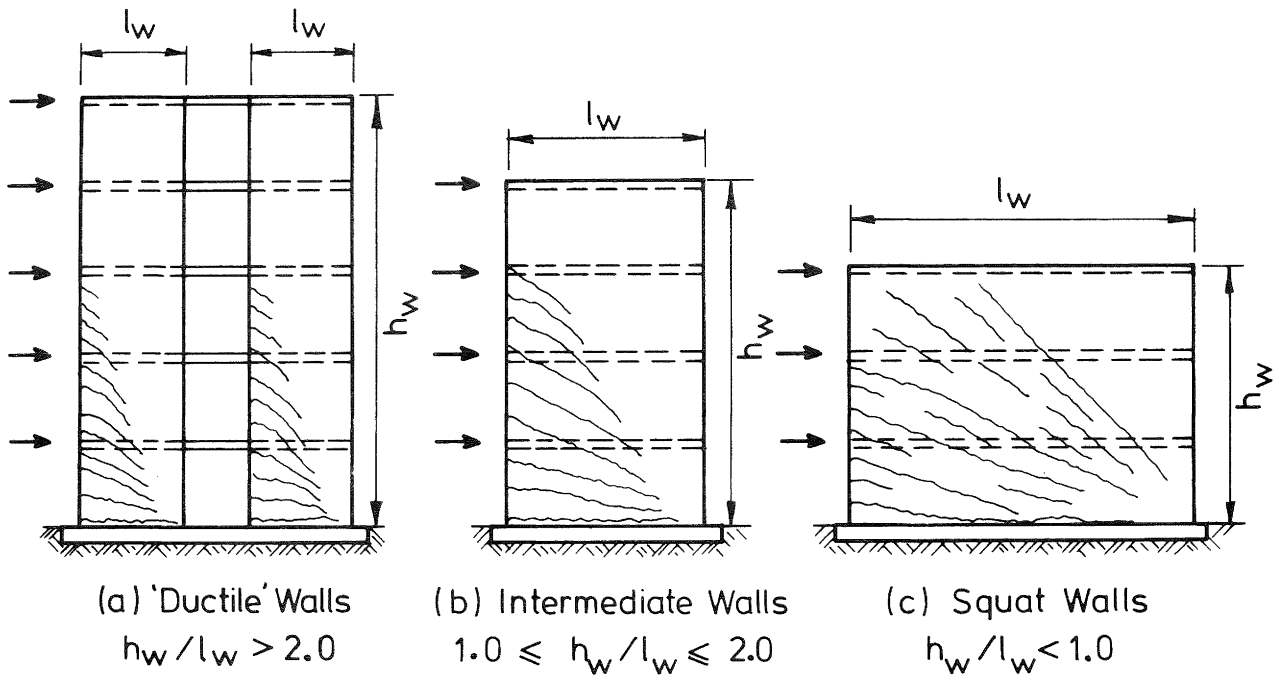 lw
lw
hw
(a) 'Ductile' Walls
hw/lw > 2.0
lw
hw
(b) Intermediate Walls
1.0 ⩽ hw/lw ⩽ 2.0
lw
hw
(c) Squat Walls
hw/lw < 1.0